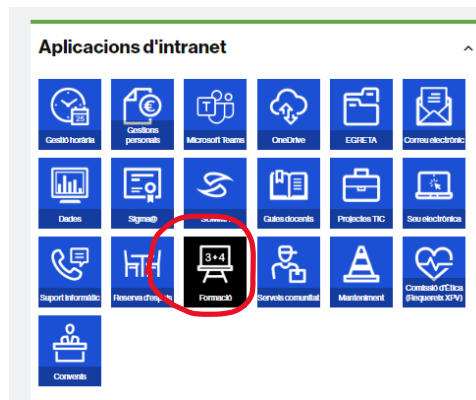 Aplicacions d'intranet
25
Gestió horària
Gestions
personals
Microsoft Teams
OneDrive
EGRETA
Correu electrònic
Dades
Sigma@
Guies docents
Projectes TIC
Seu electrònica
Suport Informàtic
Reserva d'espais
3+4
Formació
Serveis comunitat
Manteniment
Comissió d'Ètica
(Requereix XPV)
Convenis